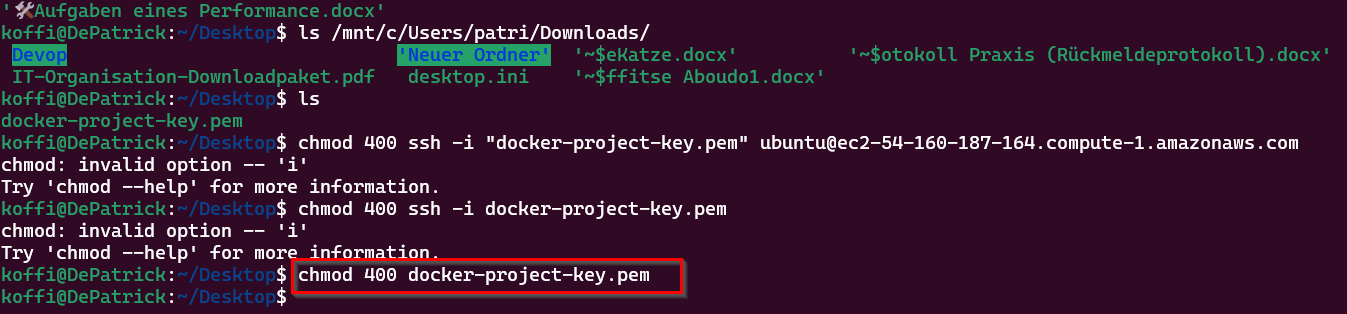 '🛠Aufgaben eines Performance.docx'
koffi@DePatrick:~/Desktop$ ls /mnt/c/Users/patri/Downloads/
Devop 'Neuer Ordner' '~$eKatze.docx' '~$otokoll Praxis (Rückmeldeprotokoll).docx'
IT-Organisation-Downloadpaket.pdf desktop.ini '~$ffitse Aboudo1.docx'
koffi@DePatrick:~/Desktop$ ls
docker-project-key.pem
koffi@DePatrick:~/Desktop$ chmod 400 ssh -i "docker-project-key.pem" ubuntu@ec2-54-160-187-164.compute-1.amazonaws.com
chmod: invalid option -- 'i'
Try 'chmod --help' for more information.
koffi@DePatrick:~/Desktop$ chmod 400 ssh -i docker-project-key.pem
chmod: invalid option -- 'i'
Try 'chmod --help' for more information.
koffi@DePatrick:~/Desktop$ chmod 400 docker-project-key.pem
koffi@DePatrick:~/Desktop$